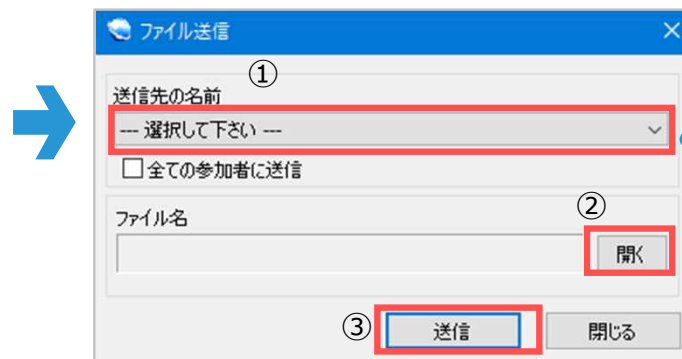 ファイル送信
①
送信先の名前
--- 選択して下さい ---
全ての参加者に送信
②
ファイル名
開く
③
送信
閉じる